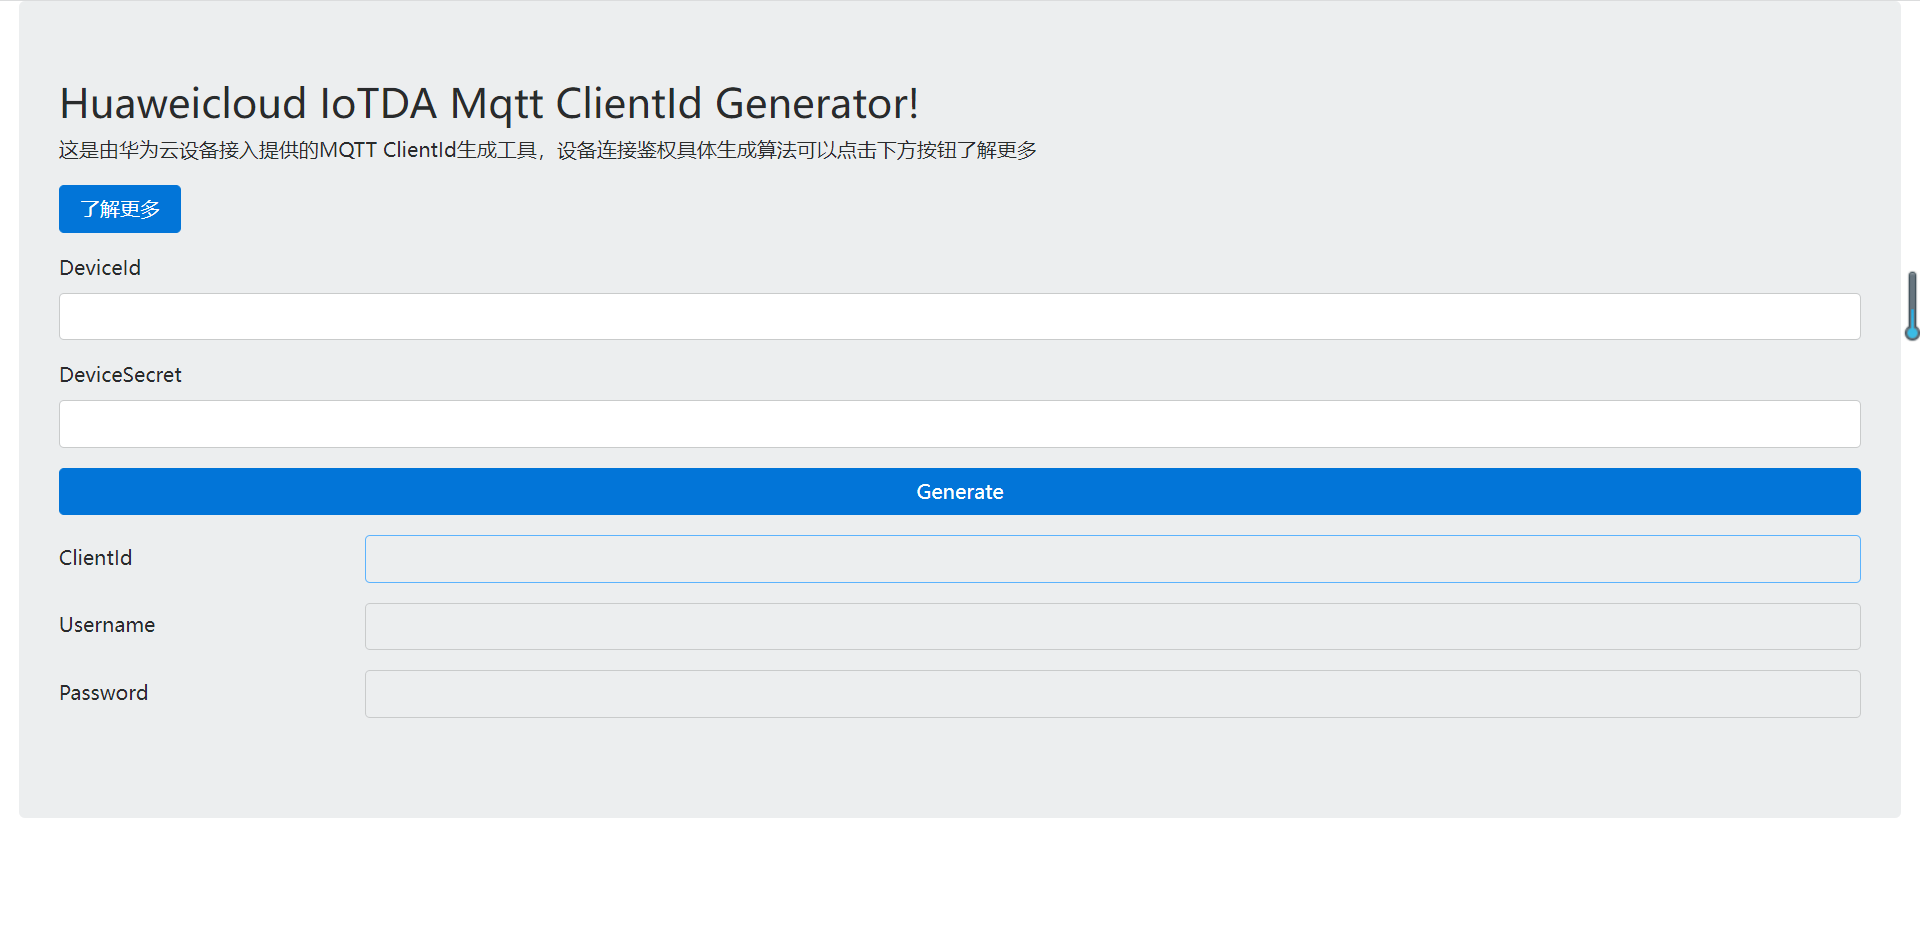 Huaweicloud IoTDA Mqtt ClientId Generator!
这是由华为云设备接入提供的MQTT ClientId生成工具，设备连接鉴权具体生成算法可以点击下方按钮了解更多
了解更多
DeviceId
DeviceSecret
Generate
ClientId
Username
Password